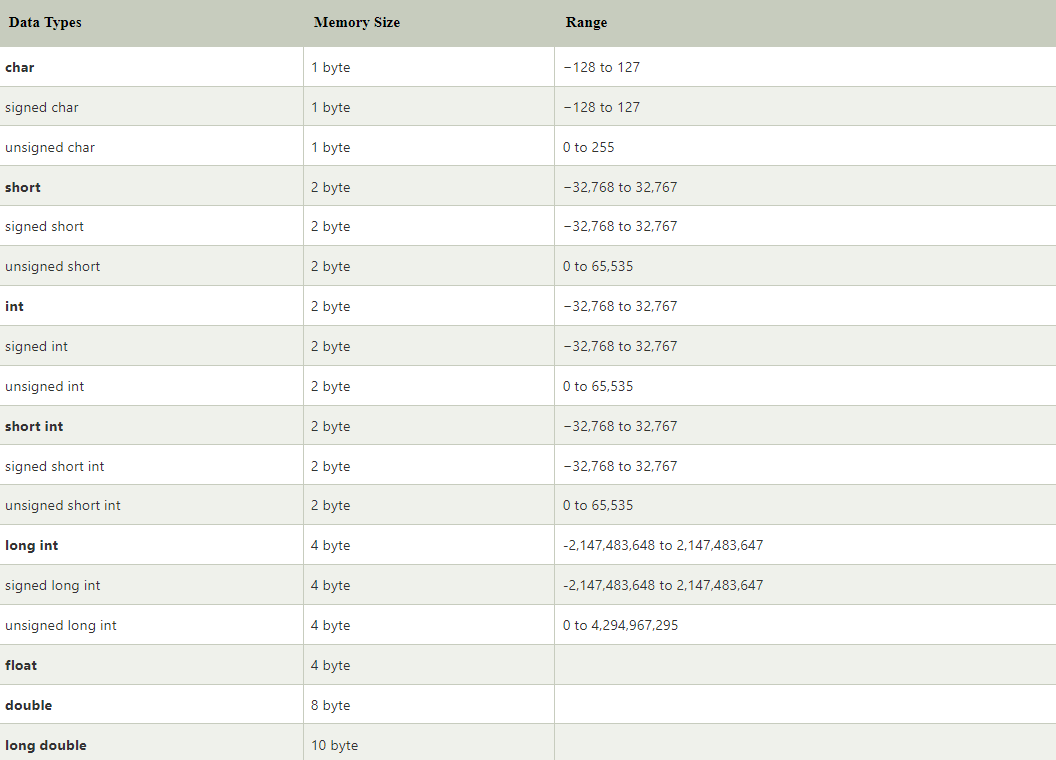 Data Types Memory Size Range
char 1 byte −128 to 127
signed char 1 byte −128 to 127
unsigned char 1 byte 0 to 255
short 2 byte −32,768 to 32,767
signed short 2 byte −32,768 to 32,767
unsigned short 2 byte 0 to 65,535
int 2 byte −32,768 to 32,767
signed int 2 byte −32,768 to 32,767
unsigned int 2 byte 0 to 65,535
short int 2 byte −32,768 to 32,767
signed short int 2 byte −32,768 to 32,767
unsigned short int 2 byte 0 to 65,535
long int 4 byte -2,147,483,648 to 2,147,483,647
signed long int 4 byte -2,147,483,648 to 2,147,483,647
unsigned long int 4 byte 0 to 4,294,967,295
float 4 byte
double 8 byte
long double 10 byte